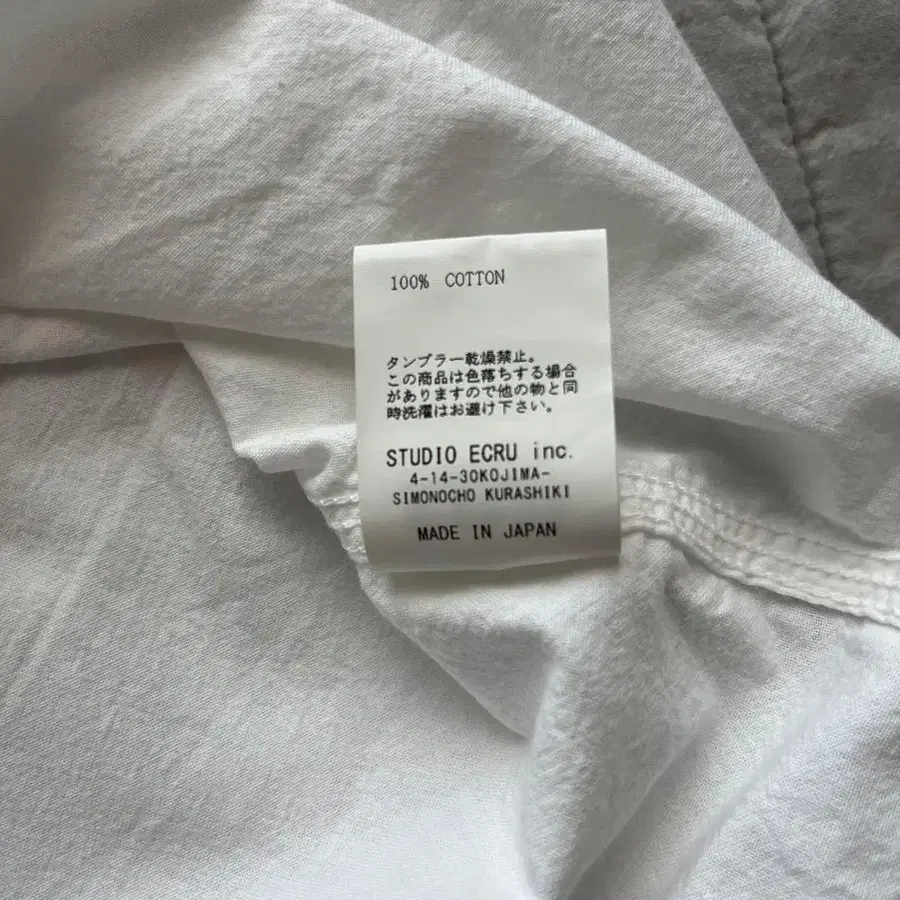 100% COTTON
タンブラー乾燥禁止。
この商品は色落ちする場合
がありますので他の物と同
時洗濯はお避け下さい。
STUDIO ECRU inc.
4-14-30KOJIMA-
SIMONOCHO KURASHIKI
MADE IN JAPAN